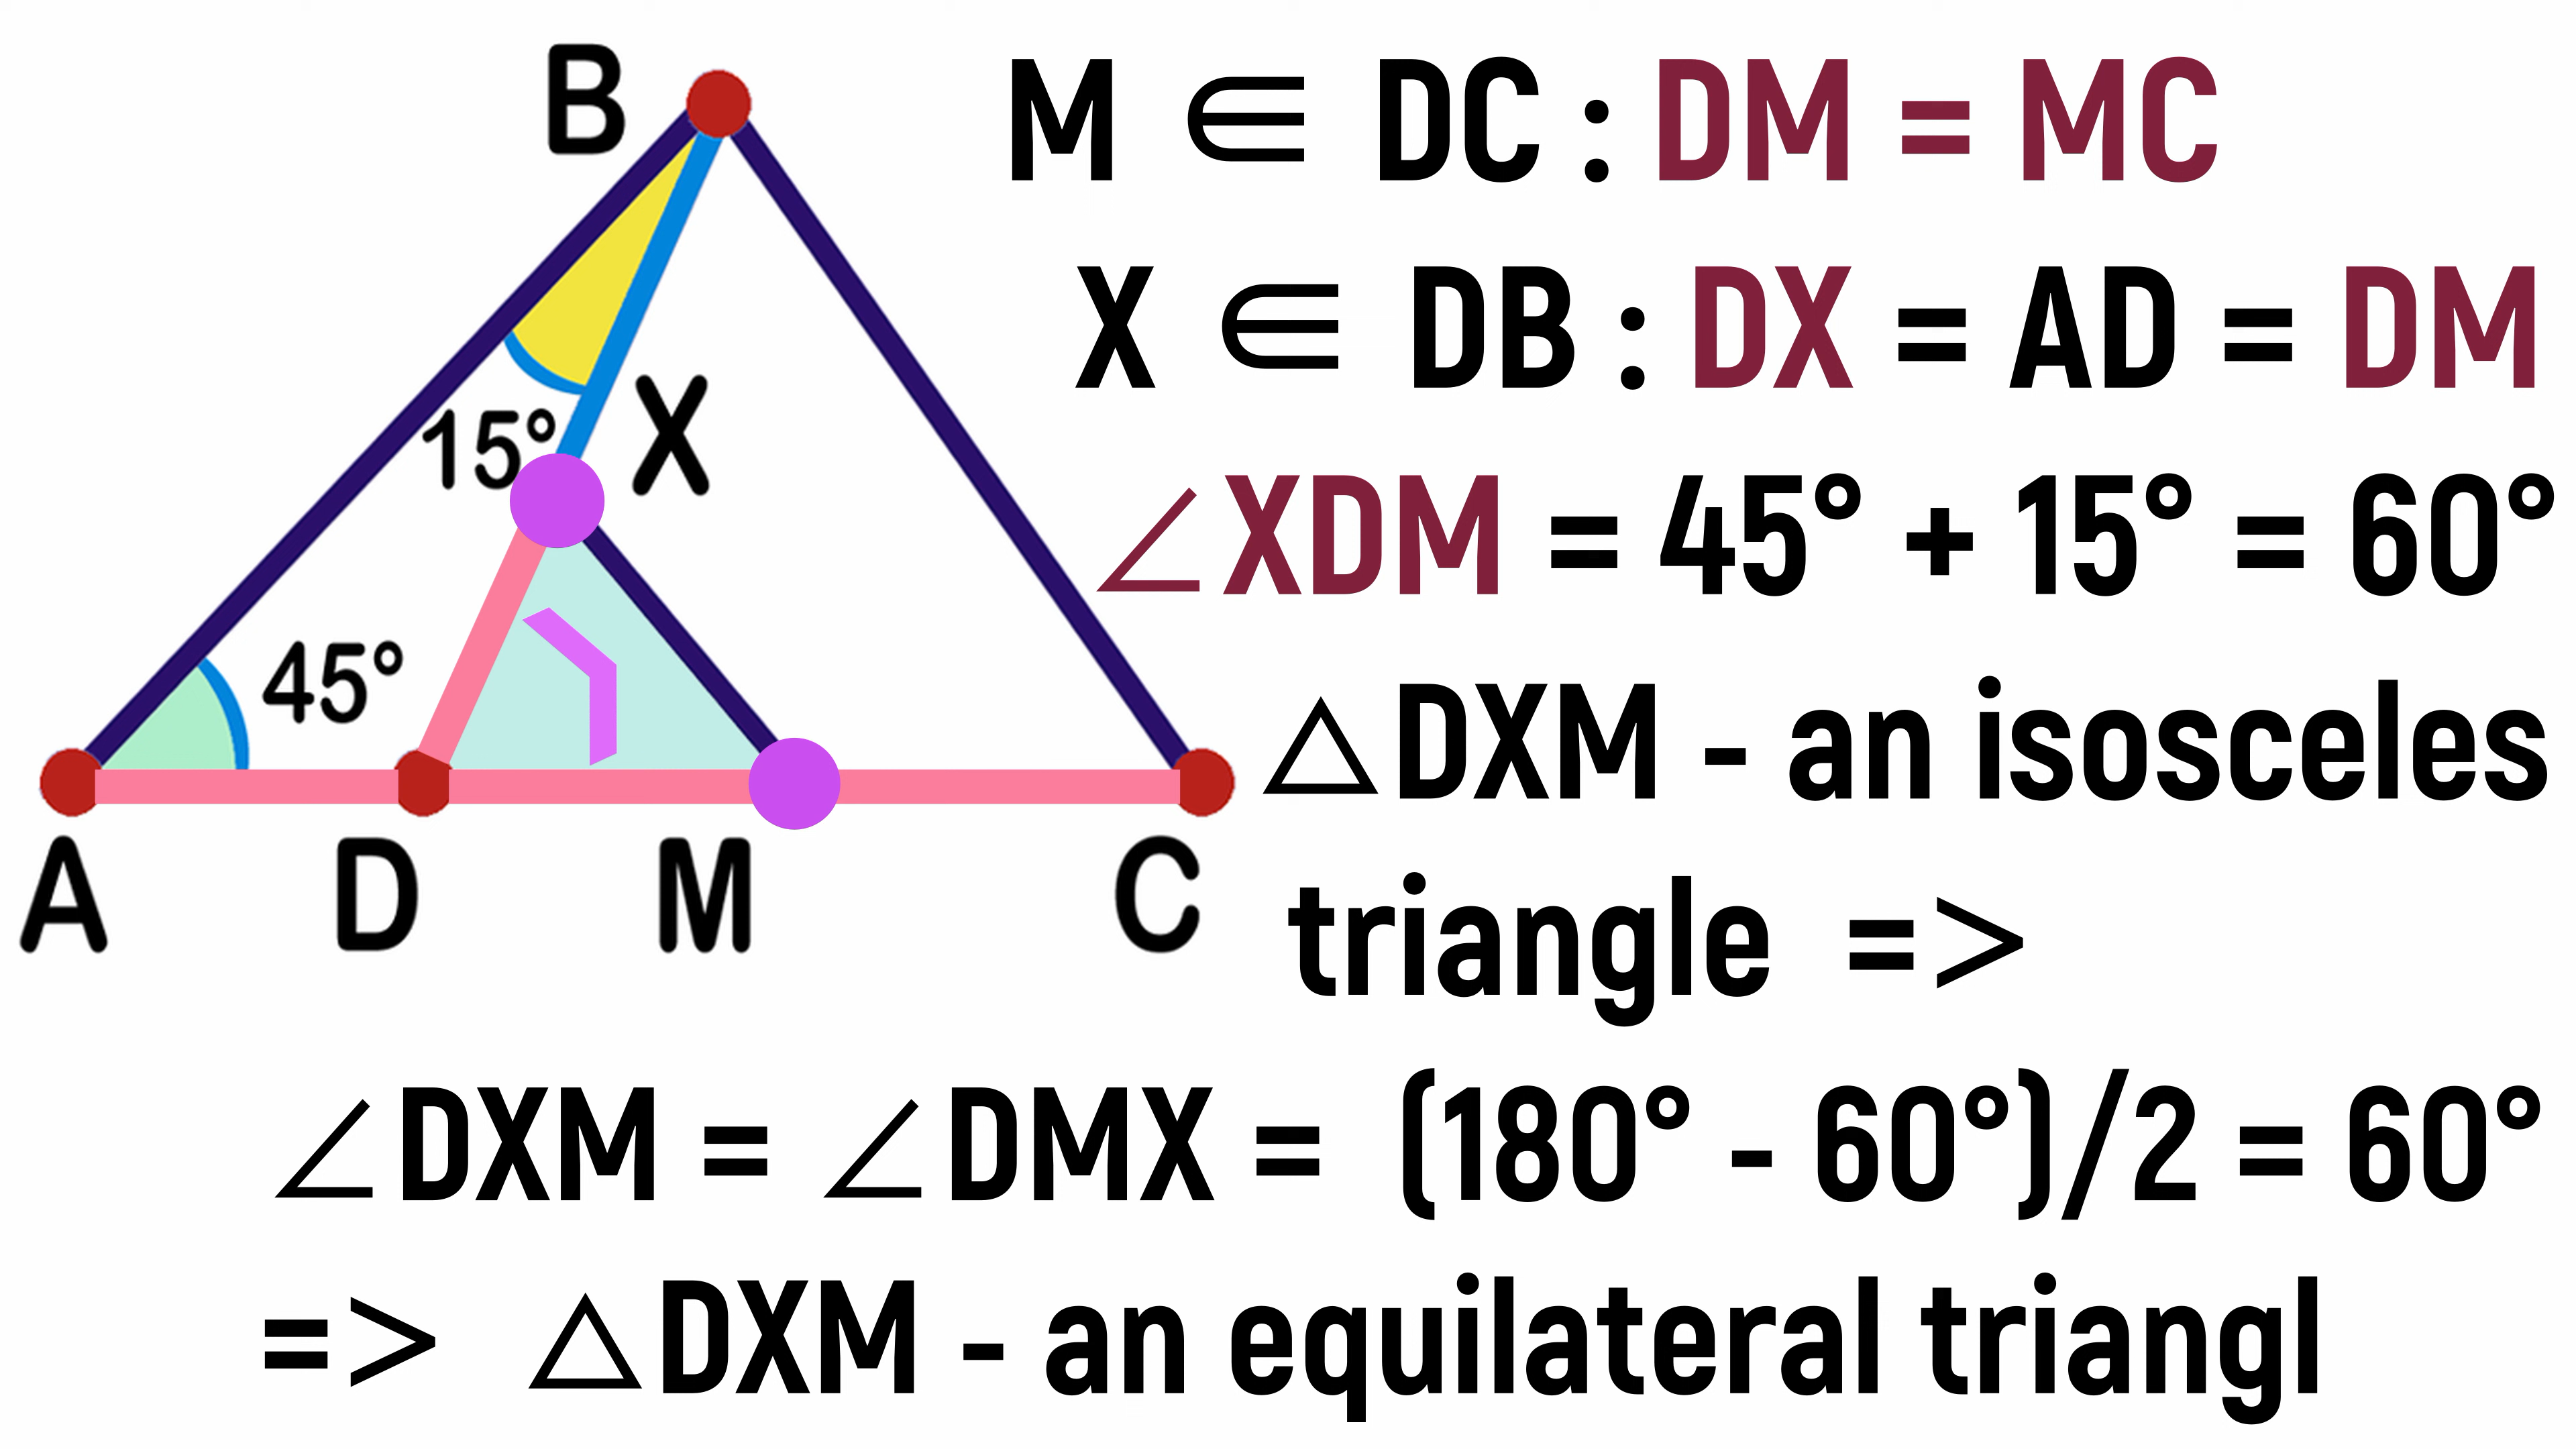 B
M ∈ DC : DM = MC
X ∈ DB : DX = AD = DM
15° X
∠XDM = 45° + 15° = 60°
45°
△DXM - an isosceles
triangle =>
A D M C
∠DXM = ∠DMX = (180° - 60°)/2 = 60°
=> △DXM - an equilateral triangl